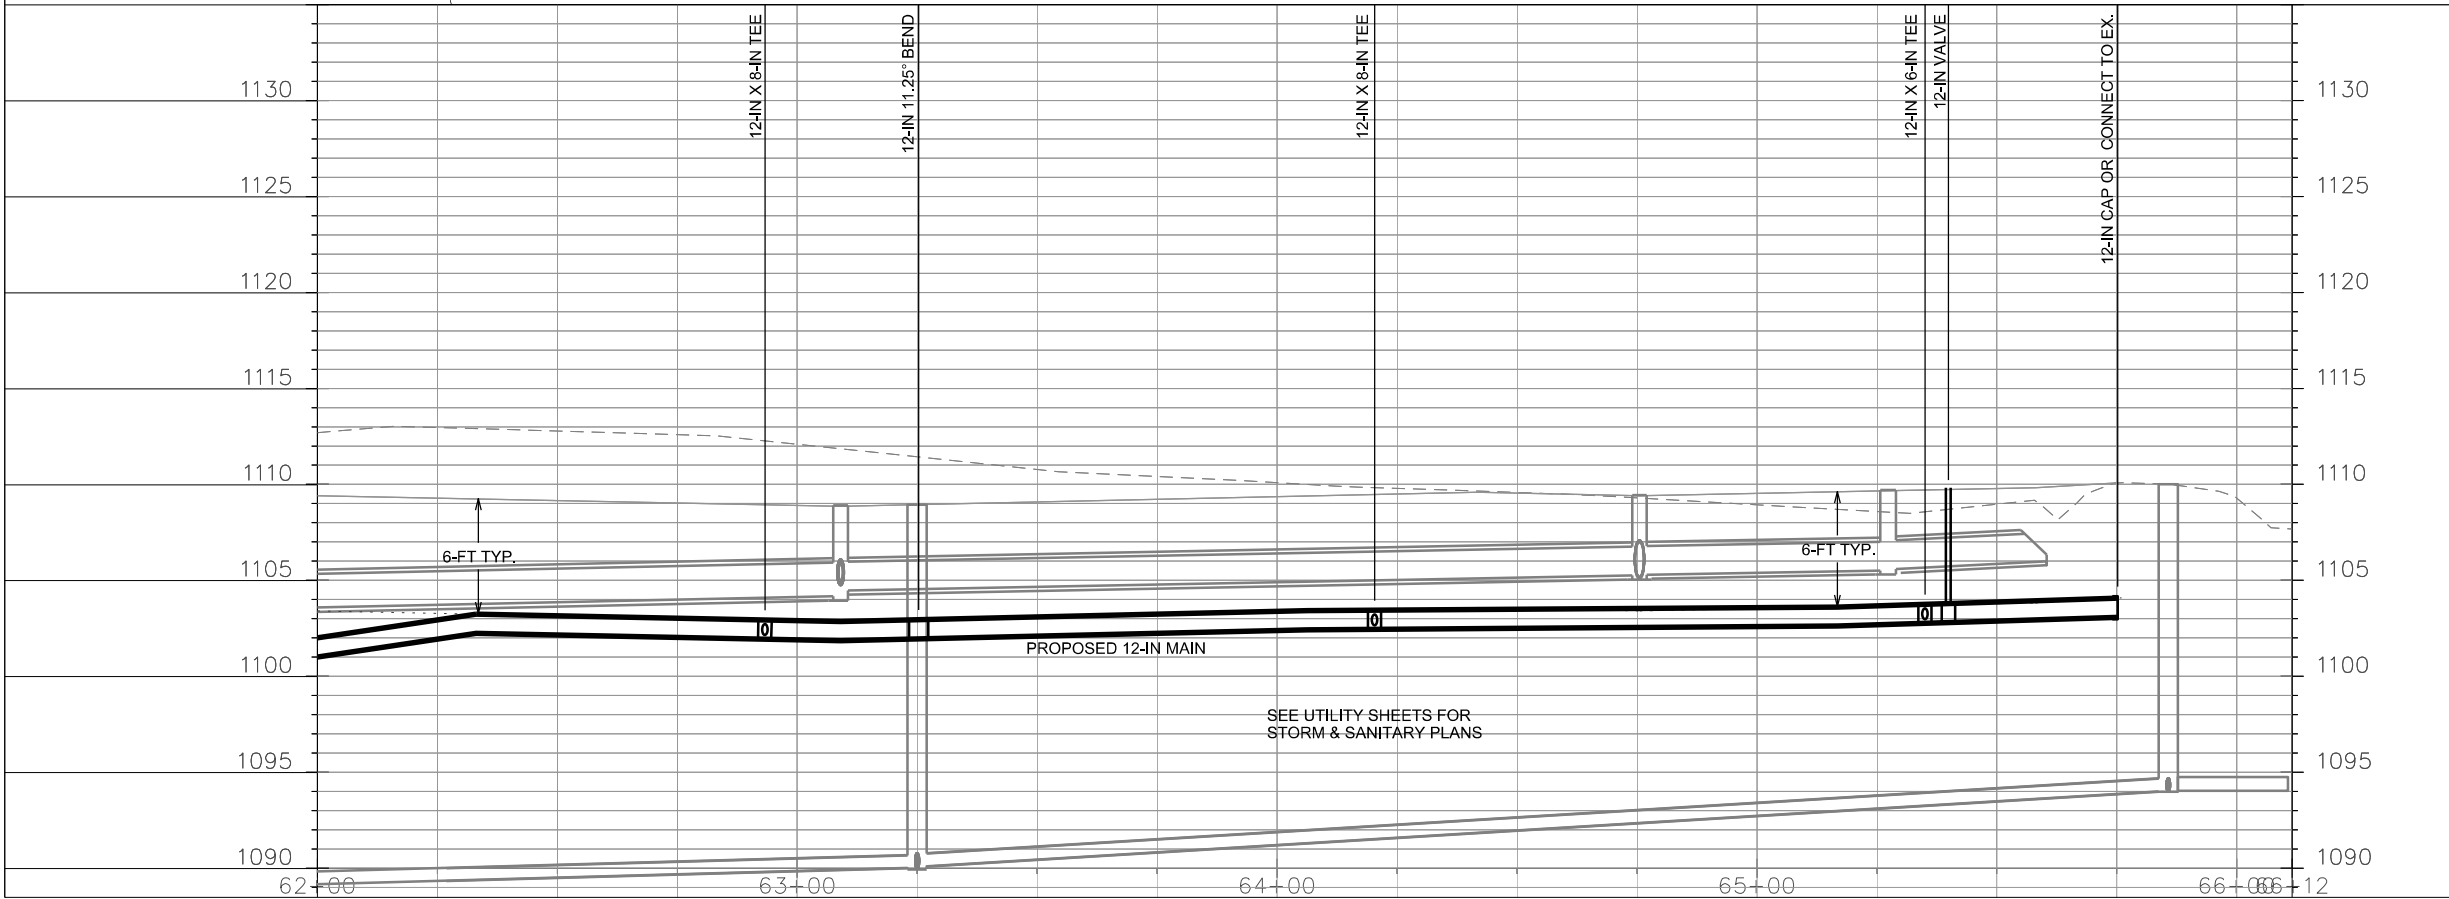 12-IN X 8-IN TEE
12-IN 11.25° BEND
12-IN X 8-IN TEE
12-IN X 6-IN TEE
12-IN VALVE
12-IN CAP OR CONNECT TO EX.
1130
1130
1125
1125
1120
1120
1115
1115
1110
1110
6-FT TYP.
6-FT TYP.
1105
1105
1100
1100
PROPOSED 12-IN MAIN
SEE UTILITY SHEETS FOR
STORM & SANITARY PLANS
1095
1095
1090
1090
62+00
63+00
64+00
65+00
66+00
66+12